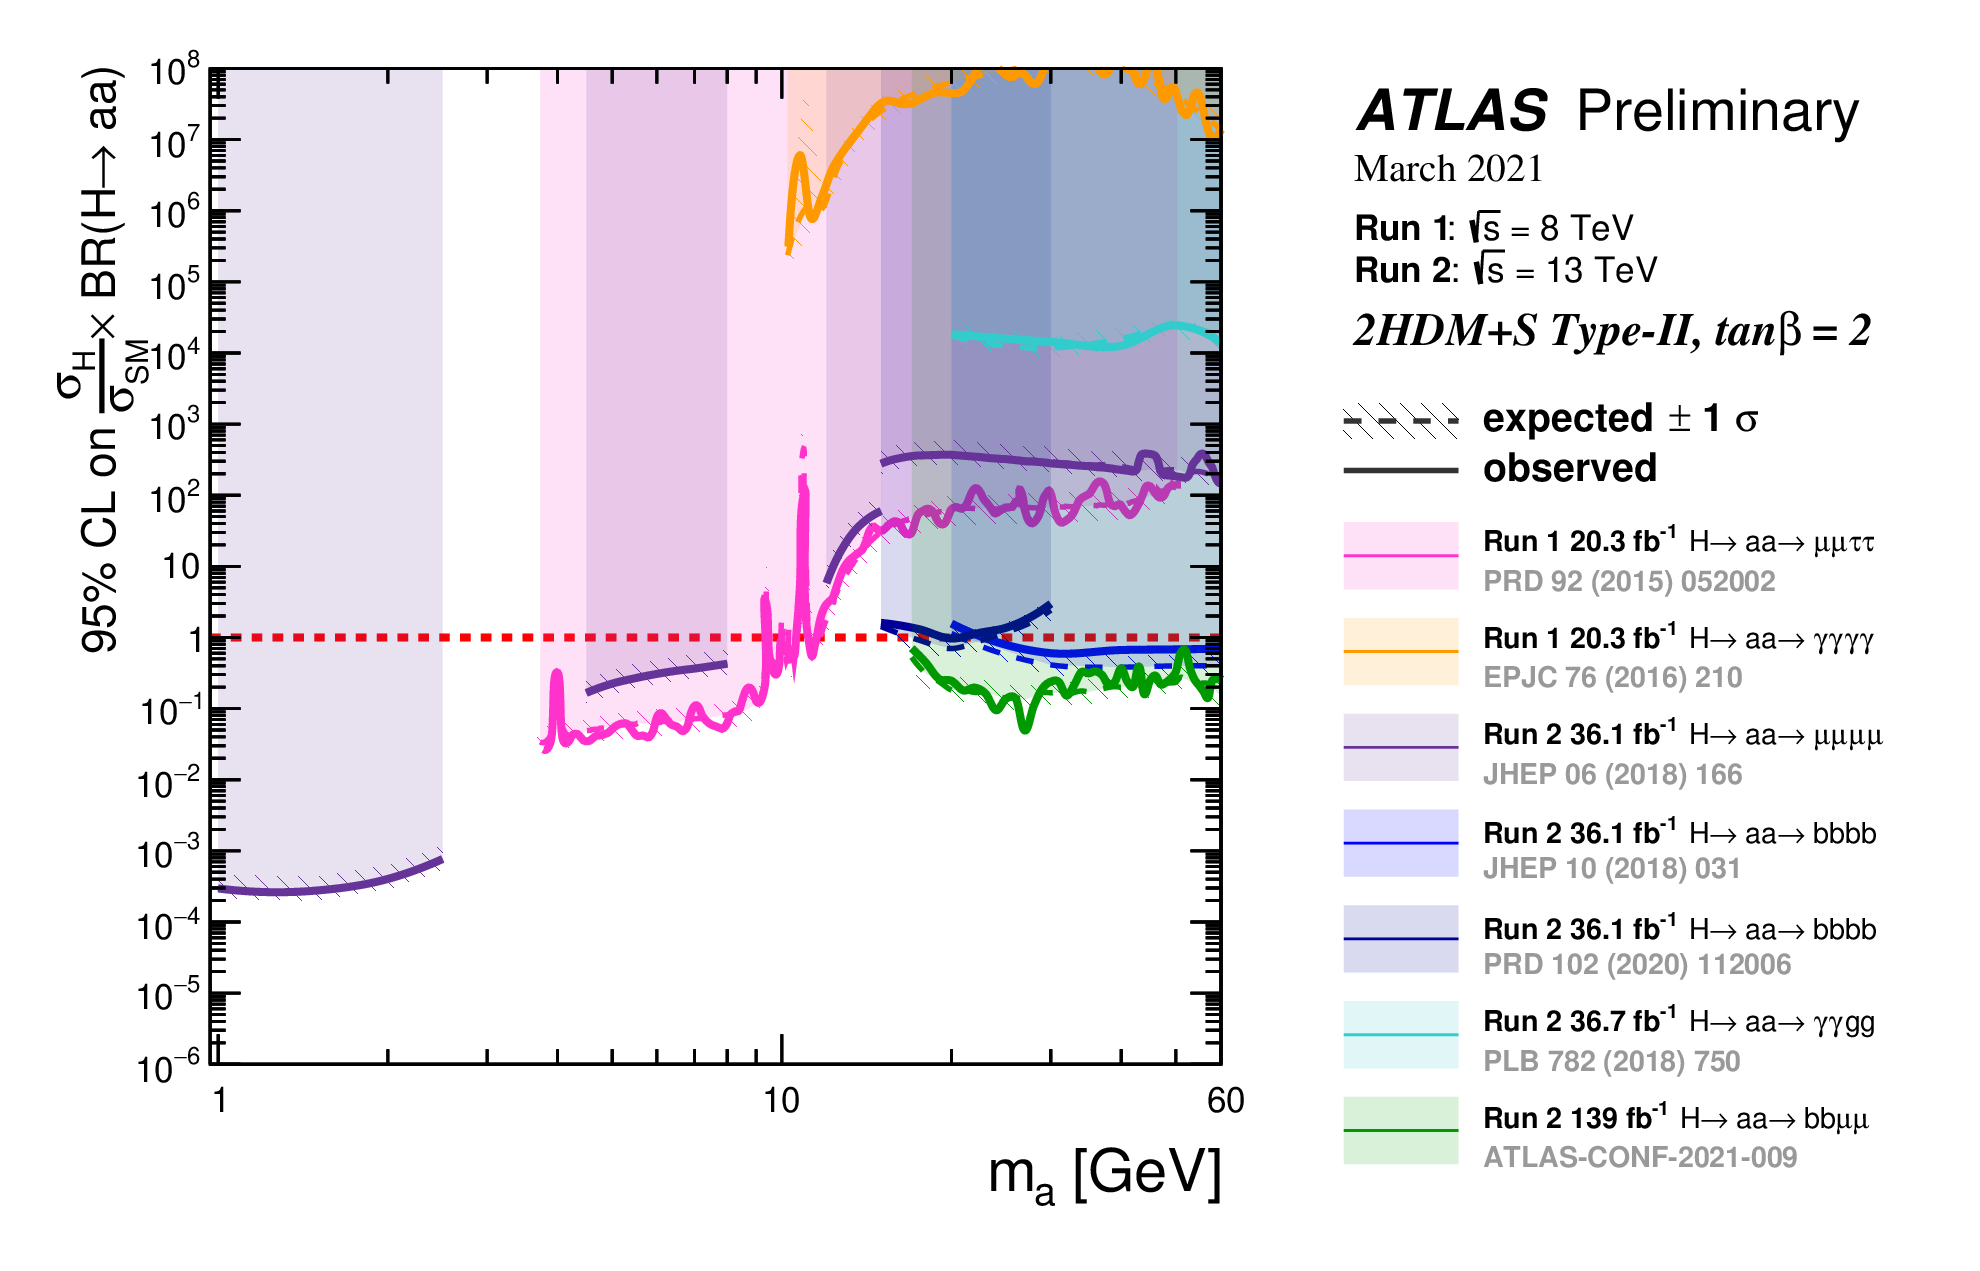 95% CL on σH/σSM × BR(H→ aa)
10⁸
10⁷
10⁶
10⁵
10⁴
10³
10²
10
1
10⁻¹
10⁻²
10⁻³
10⁻⁴
10⁻⁵
10⁻⁶
1 10 60
mₐ [GeV]
ATLAS Preliminary
March 2021
Run 1: √s = 8 TeV
Run 2: √s = 13 TeV
2HDM+S Type-II, tanβ = 2
expected ± 1 σ
observed
Run 1 20.3 fb⁻¹ H→ aa→ μμττ
PRD 92 (2015) 052002
Run 1 20.3 fb⁻¹ H→ aa→ γγγγ
EPJC 76 (2016) 210
Run 2 36.1 fb⁻¹ H→ aa→ μμμμ
JHEP 06 (2018) 166
Run 2 36.1 fb⁻¹ H→ aa→ bbbb
JHEP 10 (2018) 031
Run 2 36.1 fb⁻¹ H→ aa→ bbbb
PRD 102 (2020) 112006
Run 2 36.7 fb⁻¹ H→ aa→ γγgg
PLB 782 (2018) 750
Run 2 139 fb⁻¹ H→ aa→ bbμμ
ATLAS-CONF-2021-009